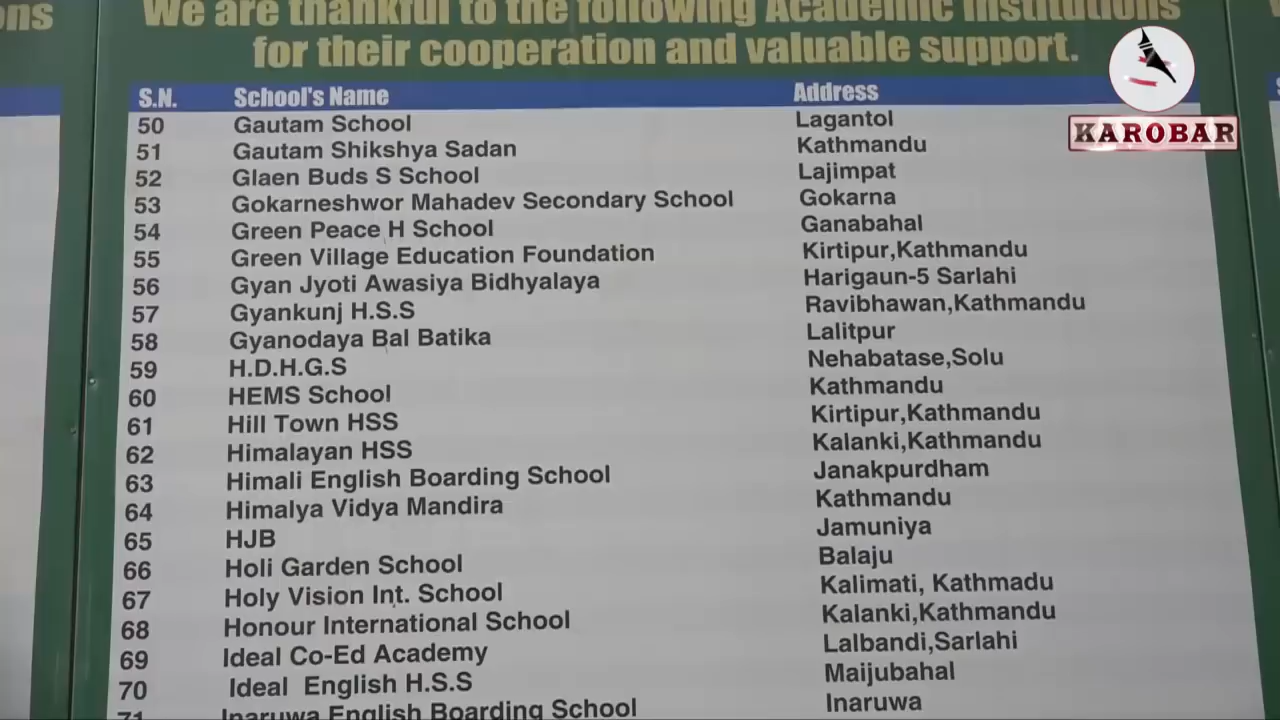 ons
We are thankful to the following Academic Institutions
for their cooperation and valuable support.
KAROBAR
S.N. School's Name Address
50 Gautam School Lagantol
51 Gautam Shikshya Sadan Kathmandu
52 Glaen Buds S School Lajimpat
53 Gokarneshwor Mahadev Secondary School Gokarna
54 Green Peace H School Ganabahal
55 Green Village Education Foundation Kirtipur,Kathmandu
56 Gyan Jyoti Awasiya Bidhyalaya Harigaun-5 Sarlahi
57 Gyankunj H.S.S Ravibhawan,Kathmandu
58 Gyanodaya Bal Batika Lalitpur
59 H.D.H.G.S Nehabatase,Solu
60 HEMS School Kathmandu
61 Hill Town HSS Kirtipur,Kathmandu
62 Himalayan HSS Kalanki,Kathmandu
63 Himali English Boarding School Janakpurdham
64 Himalya Vidya Mandira Kathmandu
65 HJB Jamuniya
66 Holi Garden School Balaju
67 Holy Vision Int. School Kalimati, Kathmadu
68 Honour International School Kalanki,Kathmandu
69 Ideal Co-Ed Academy Lalbandi,Sarlahi
70 Ideal English H.S.S Maijubahal
71 Inaruwa English Boarding School Inaruwa